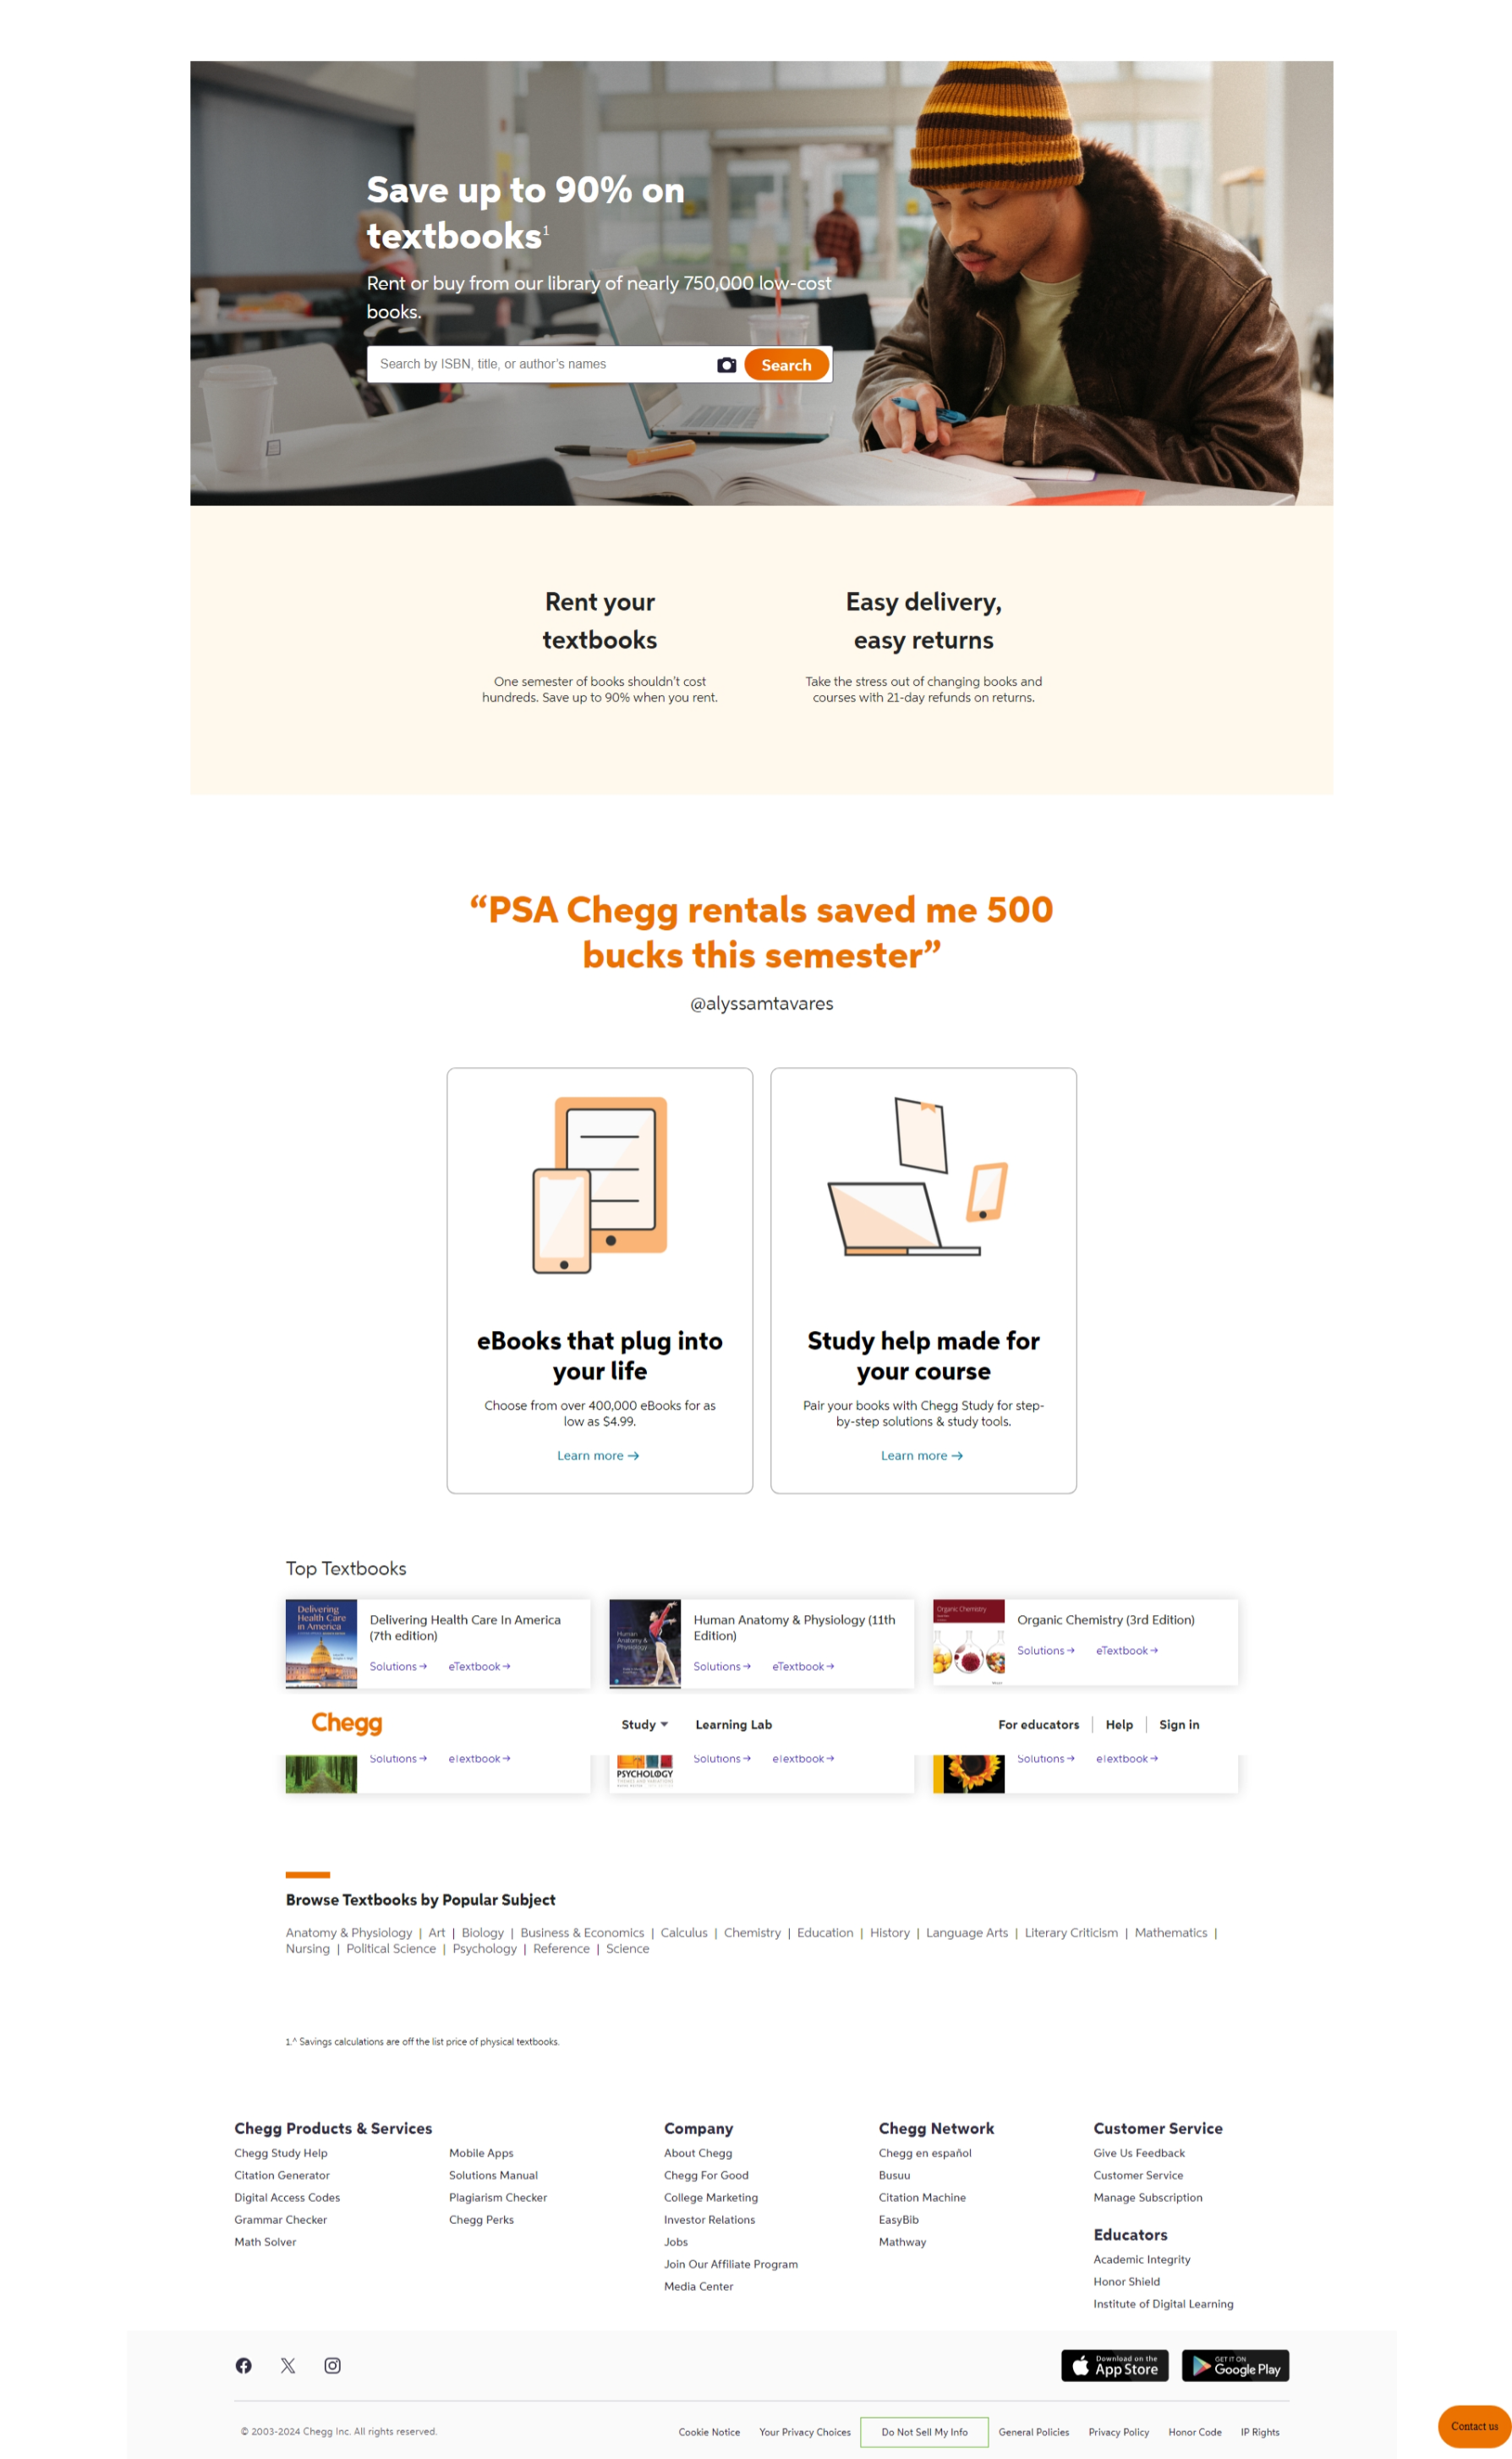 Save up to 90% on
textbooks1
Rent or buy from our library of nearly 750,000 low-cost
books.
Search by ISBN, title, or author's names
Search
Rent your
textbooks
One semester of books shouldn't cost
hundreds. Save up to 90% when you rent.
Easy delivery,
easy returns
Take the stress out of changing books and
courses with 21-day refunds on returns.
“PSA Chegg rentals saved me 500
bucks this semester”
@alyssamtavares
eBooks that plug into
your life
Choose from over 400,000 eBooks for as
low as $4.99.
Learn more →
Study help made for
your course
Pair your books with Chegg Study for step-
by-step solutions & study tools.
Learn more →
Top Textbooks
Delivering
Health Care
in America
Delivering Health Care In America
(7th edition)
Solutions → eTextbook →
Human
Anatomy &
Physiology
Human Anatomy & Physiology (11th
Edition)
Solutions → eTextbook →
Organic Chemistry
Organic Chemistry (3rd Edition)
Solutions → eTextbook →
Chegg
Study
Learning Lab
For educators
Help
Sign in
Solutions → eTextbook →
PSYCHOLOGY
Solutions → eTextbook →
Solutions → eTextbook →
Browse Textbooks by Popular Subject
Anatomy & Physiology | Art | Biology | Business & Economics | Calculus | Chemistry | Education | History | Language Arts | Literary Criticism | Mathematics |
Nursing | Political Science | Psychology | Reference | Science
1.^ Savings calculations are off the list price of physical textbooks.
Chegg Products & Services
Chegg Study Help
Citation Generator
Digital Access Codes
Grammar Checker
Math Solver
Mobile Apps
Solutions Manual
Plagiarism Checker
Chegg Perks
Company
About Chegg
Chegg For Good
College Marketing
Investor Relations
Jobs
Join Our Affiliate Program
Media Center
Chegg Network
Chegg en español
Busuu
Citation Machine
EasyBib
Mathway
Customer Service
Give Us Feedback
Customer Service
Manage Subscription
Educators
Academic Integrity
Honor Shield
Institute of Digital Learning
Download on the
App Store
GET IT ON
Google Play
© 2003-2024 Chegg Inc. All rights reserved.
Cookie Notice
Your Privacy Choices
Do Not Sell My Info
General Policies
Privacy Policy
Honor Code
IP Rights
Contact us